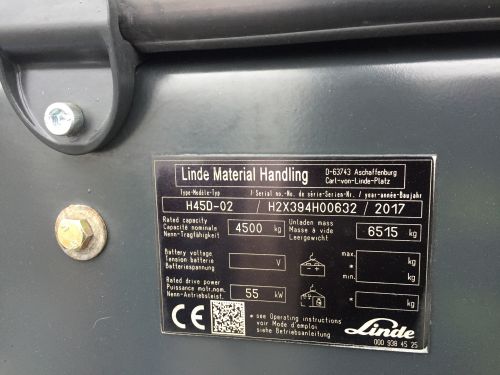 Linde Material Handling
D-63743 Aschaffenburg
Carl-von-Linde-Platz
Type-Modèle-Typ / Serial no.-No. de série-Serien-Nr. / year-année-Baujahr
H45D-02 / H2X394H00632 / 2017
Rated capacity
Capacité nominale
Nenn-Tragfähigkeit
4500 kg
Unladen mass
Masse à vide
Leergewicht
6515 kg
Battery voltage
Tension batterie
Batteriespannung
V
max.
*
min.
kg
kg
Rated drive power
Puissance motr.nom.
Nenn-Antriebsleist.
55 kW
*
kg
CE
* see Operating instructions
voir Mode d'emploi
siehe Betriebsanleitung
Linde
000 938 45 25